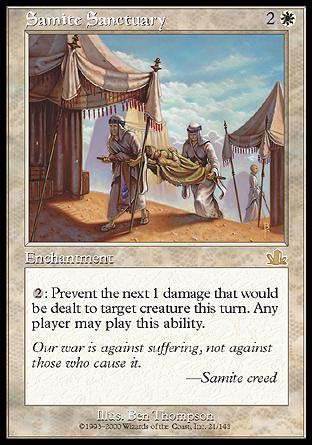 Samite Sanctuary 2
Enchantment
2: Prevent the next 1 damage that would
be dealt to target creature this turn. Any
player may play this ability.
Our war is against suffering, not against
those who cause it.
—Samite creed
Illus. Ben Thompson
©1993–2000 Wizards of the Coast, Inc. 21/143